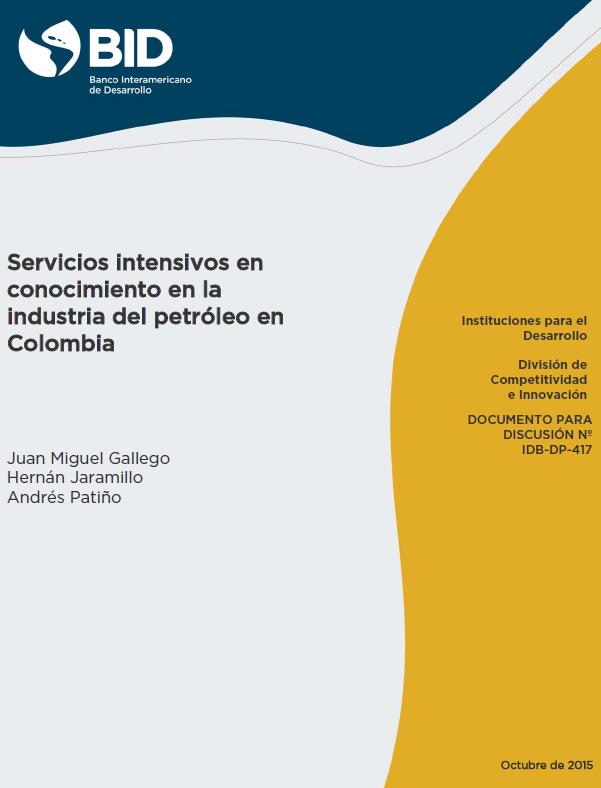 BID
Banco Interamericano
de Desarrollo
Servicios intensivos en
conocimiento en la
industria del petróleo en
Colombia
Juan Miguel Gallego
Hernán Jaramillo
Andrés Patiño
Instituciones para el
Desarrollo
División de
Competitividad
e Innovación
DOCUMENTO PARA
DISCUSIÓN Nº
IDB-DP-417
Octubre de 2015